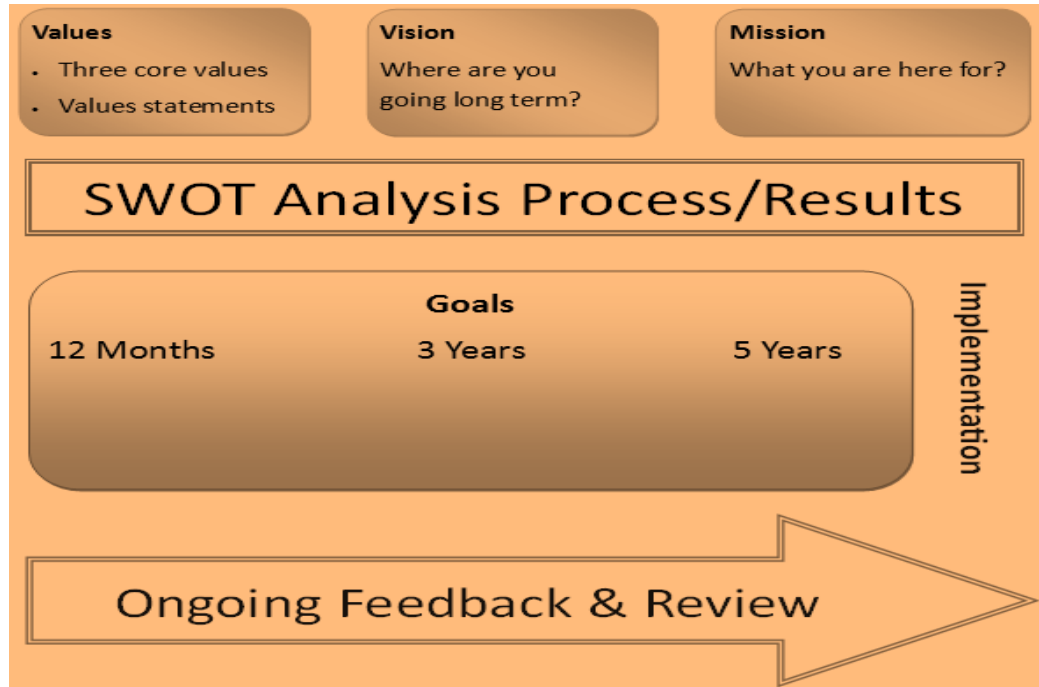 Values
• Three core values
• Values statements
Vision
Where are you
going long term?
Mission
What you are here for?
SWOT Analysis Process/Results
Goals
12 Months 3 Years 5 Years
Implementation
Ongoing Feedback & Review